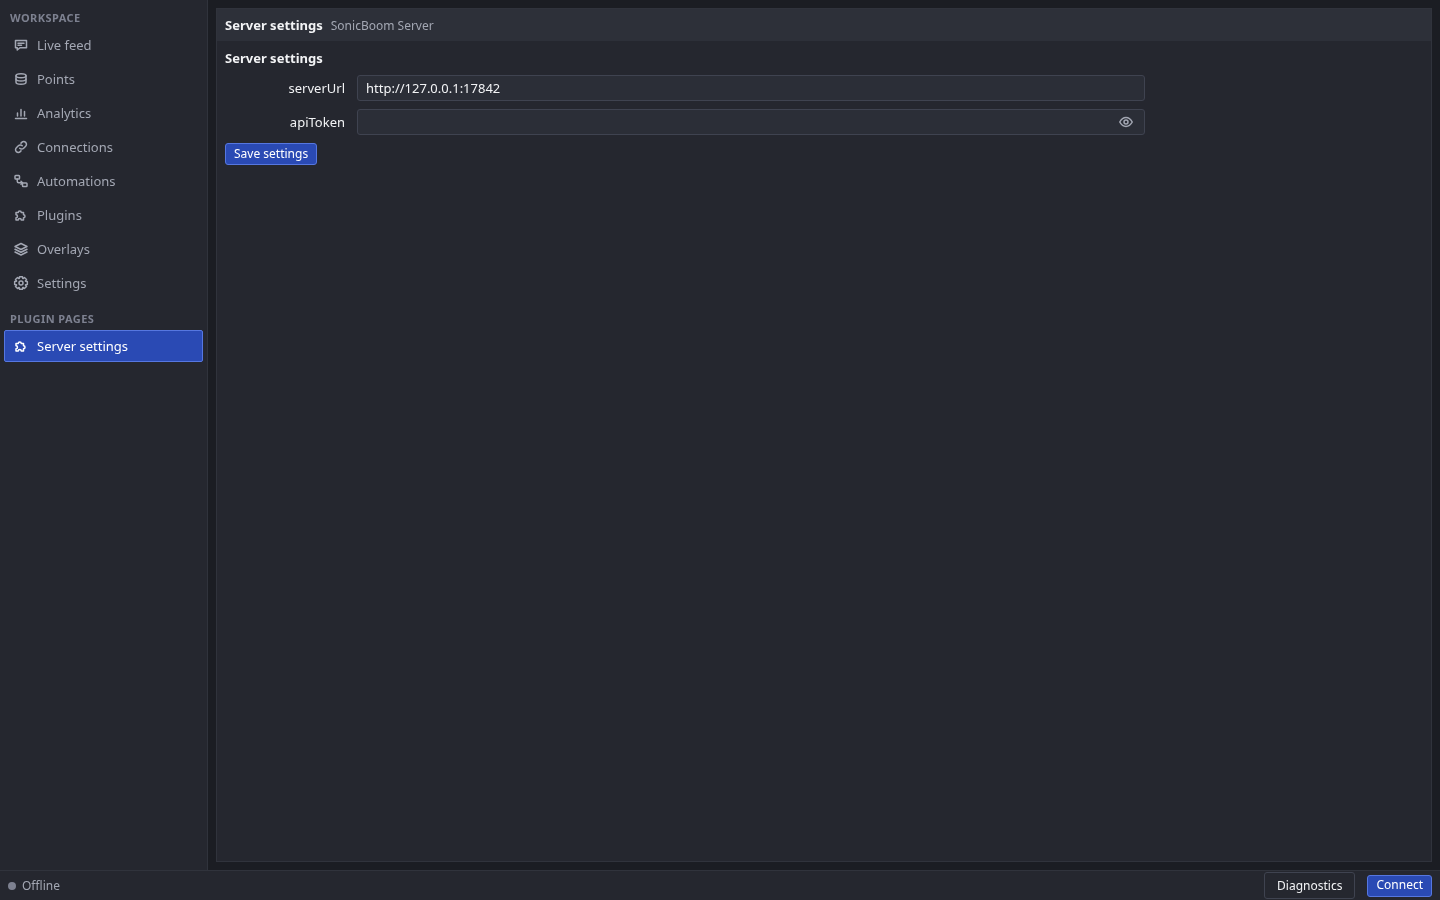 WORKSPACE
Live feed
Points
Analytics
Connections
Automations
Plugins
Overlays
Settings
PLUGIN PAGES
Server settings
Server settings SonicBoom Server
Server settings
serverUrl http://127.0.0.1:17842
apiToken
Save settings
Offline
Diagnostics
Connect